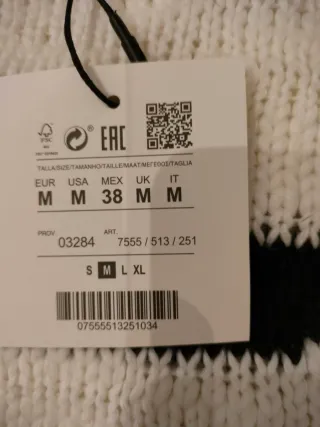 FSC
EAC
TALLA/SIZE/TAMANHO/TAILLE/MAAT/ΜΕΓΕΘΟΣ/TAGLIA
EUR USA MEX UK IT
M M 38 M M
PROV 03284 ART. 7555 / 513 / 251
S M L XL
07555513251034